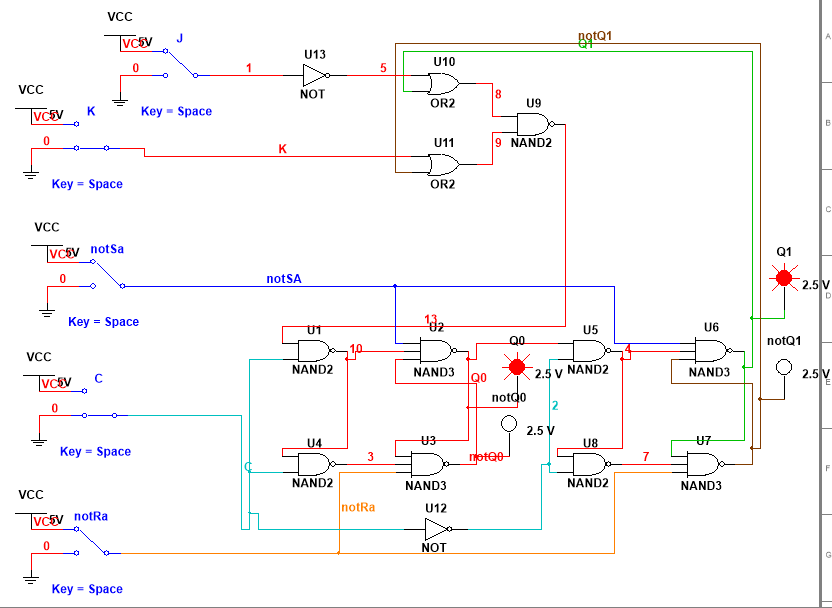 VCC
5V
VCC
J
0
Key = Space
1
U13
NOT
5
notQ1
Q1
U10
OR2
8
U9
NAND2
9
U11
OR2
VCC
5V
VCC
K
0
Key = Space
K
VCC
5V
VCC
notSa
0
Key = Space
notSA
13
U1
NAND2
10
U2
NAND3
Q0
Q0
2.5 V
notQ0
2.5 V
U5
NAND2
4
U6
NAND3
Q1
2.5 V
notQ1
2.5 V
VCC
5V
C
0
Key = Space
C
U4
NAND2
3
U3
NAND3
notQ0
2
U8
NAND2
7
U7
NAND3
VCC
5V
VCC
notRa
0
Key = Space
notRa
U12
NOT
A
B
C
D
E
F
G